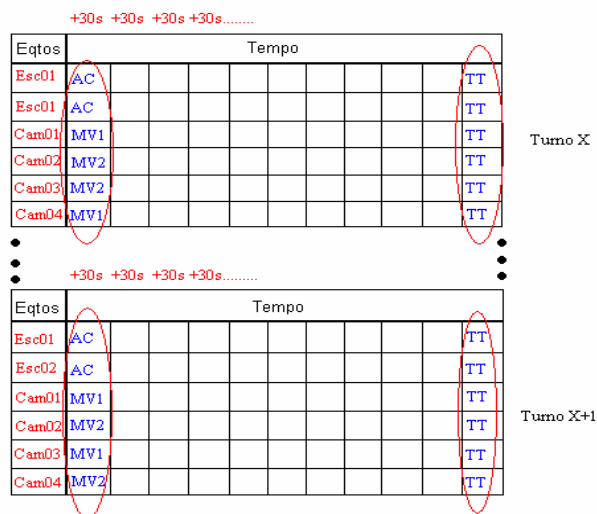 +30s +30s +30s +30s........
Eqtos Tempo
Esc01 AC TT
Esc01 AC TT
Cam01 MV1 TT
Cam02 MV2 TT
Cam03 MV2 TT
Cam04 MV1 TT
Turno X
+30s +30s +30s +30s.........
Eqtos Tempo
Esc01 AC TT
Esc02 AC TT
Cam01 MV1 TT
Cam02 MV2 TT
Cam03 MV1 TT
Cam04 MV2 TT
Turno X+1